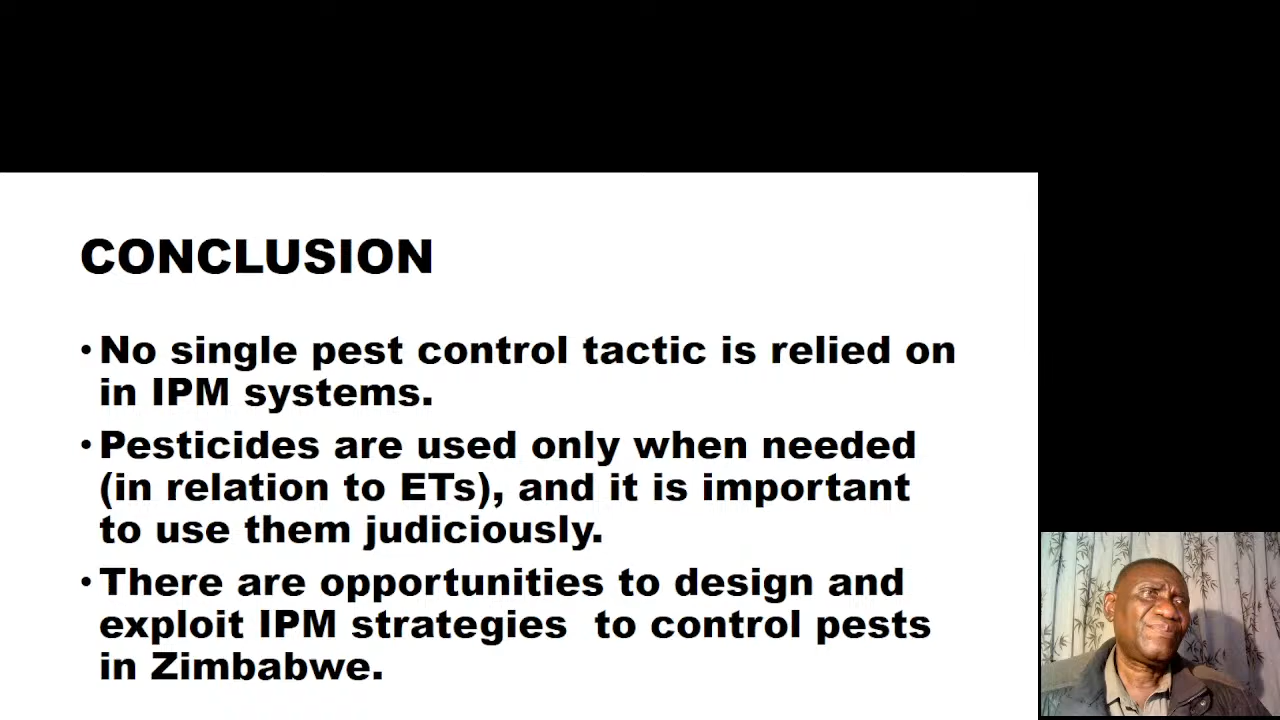 CONCLUSION
• No single pest control tactic is relied on
in IPM systems.
• Pesticides are used only when needed
(in relation to ETs), and it is important
to use them judiciously.
• There are opportunities to design and
exploit IPM strategies  to control pests
in Zimbabwe.